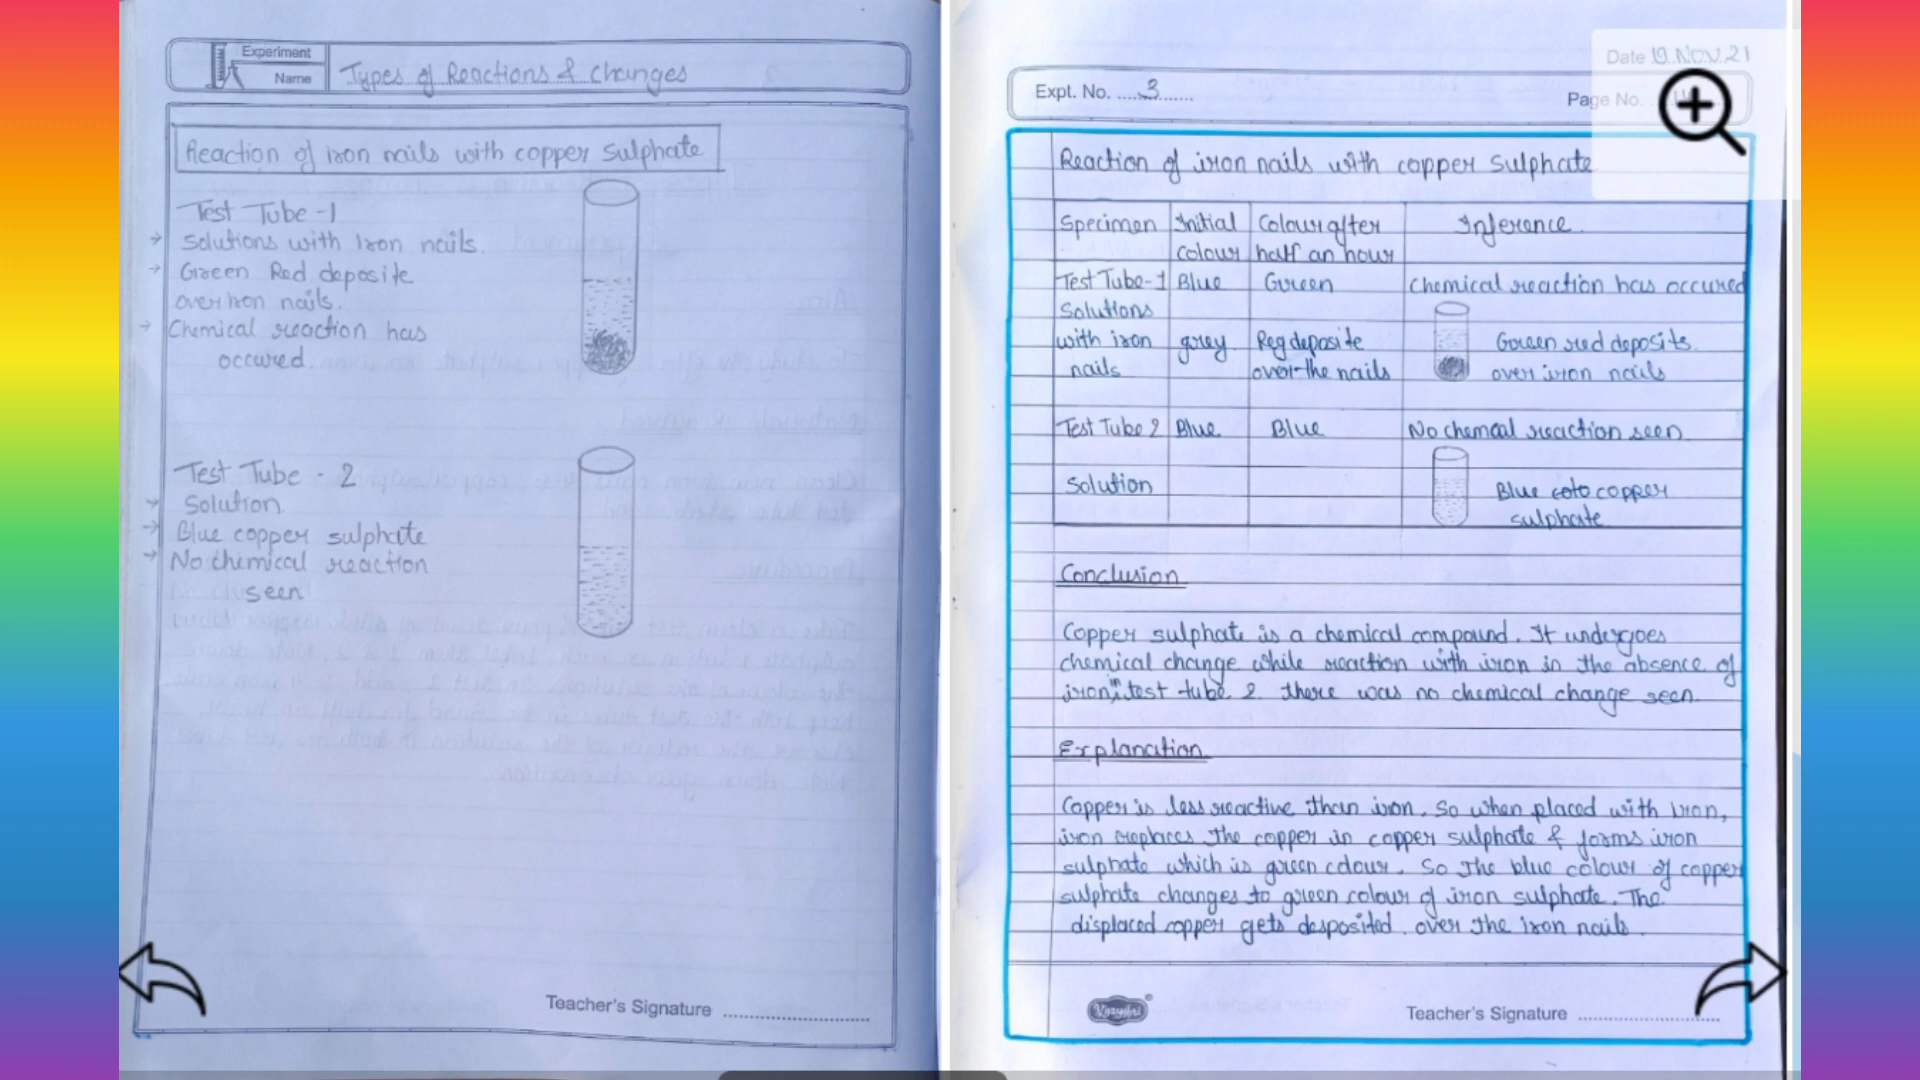 Experiment
Name
Types of Reactions & Changes
Reaction of iron nails with copper sulphate
Test Tube -1
Solutions with Iron nails.
Green Red deposite
over iron nails.
Chemical reaction has
occured.
Test Tube - 2
Solution
Blue copper sulphate
No chemical reaction
seen
Teacher's Signature
Date 19.NOV.21
Expt. No. 3
Page No.
Reaction of iron nails with copper sulphate
Specimen Initial Colour after Inference
colour half an hour
Test Tube-1 Blue Green Chemical reaction has occured
Solutions
with iron grey Reg deposite Green red deposits
nails over the nails over iron nails
Test Tube 2 Blue Blue No chemcal reaction seen
Solution Blue coto copper
sulphate
Conclusion
Copper sulphate is a chemical compound. It undergoes
chemical change while reaction with iron in the absence of
iron, in test tube 2 there was no chemical change seen.
Explanation
Copper is less reactive than iron. So when placed with iron,
iron replaces the copper in copper sulphate & forms iron
sulphate which is green colour. So the blue colour of copper
sulphate changes to green colour of iron sulphate. The
displaced copper gets desposited. over the iron nails.
Teacher's Signature